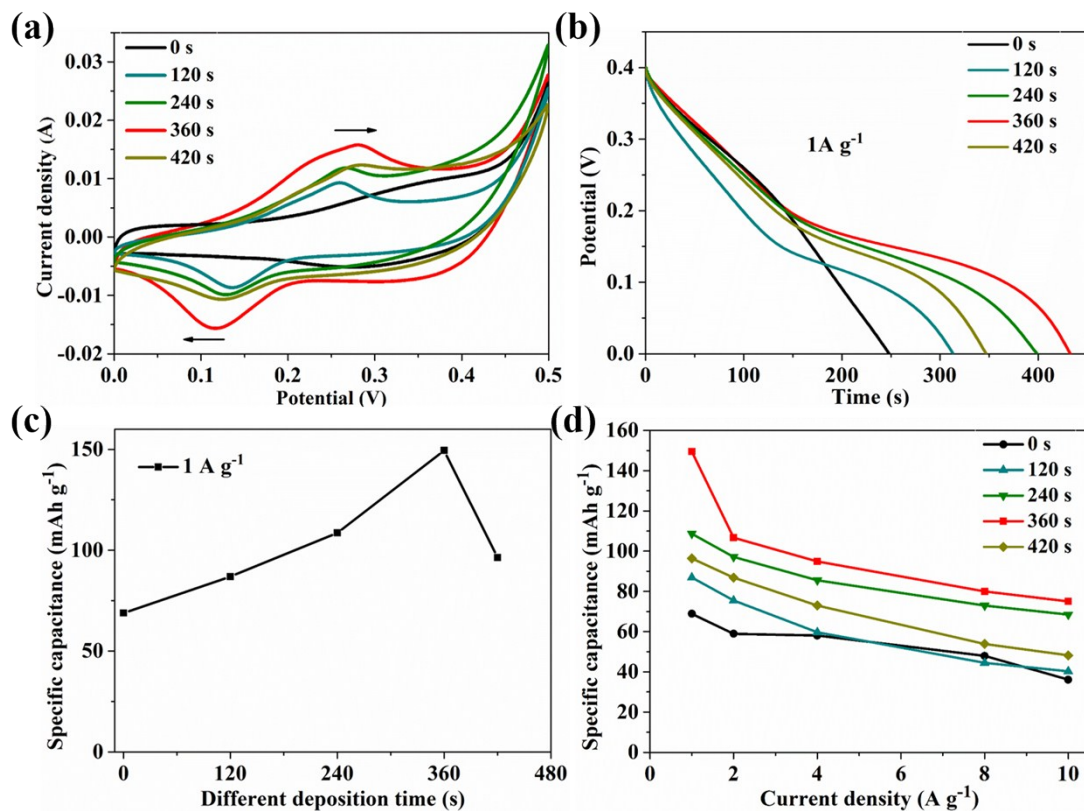 (a)
0 s
120 s
240 s
360 s
420 s
0.03
0.02
0.01
0.00
-0.01
-0.02
Current density (A)
0.0 0.1 0.2 0.3 0.4 0.5
Potential (V)
(b)
0 s
120 s
240 s
360 s
420 s
1A g⁻¹
0.4
0.3
0.2
0.1
0.0
Potential (V)
0 100 200 300 400
Time (s)
(c)
1 A g⁻¹
150
100
50
0
Specific capacitance (mAh g⁻¹)
0 120 240 360 480
Different deposition time (s)
(d)
0 s
120 s
240 s
360 s
420 s
160
140
120
100
80
60
40
20
0
Specific capacitance (mAh g⁻¹)
0 2 4 6 8 10
Current density (A g⁻¹)